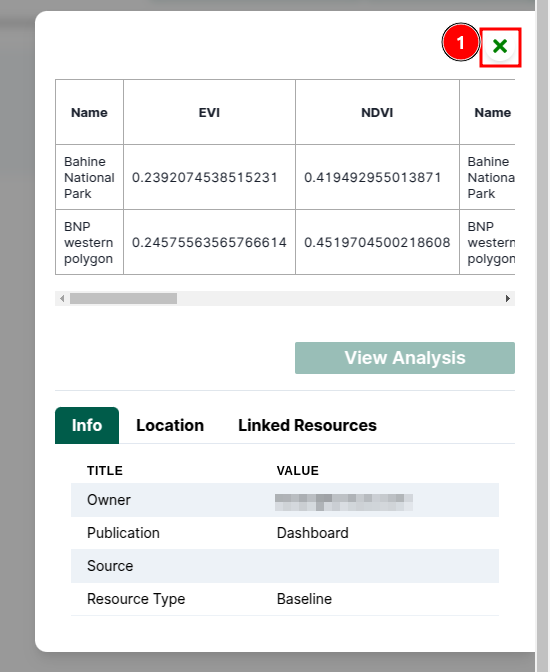 1
Name EVI NDVI Name
Bahine National Park 0.2392074538515231 0.419492955013871 Bahine Nationa Park
BNP western polygon 0.24575563565766614 0.4519704500218608 BNP western polygon
View Analysis
Info Location Linked Resources
TITLE VALUE
Owner
Publication Dashboard
Source
Resource Type Baseline